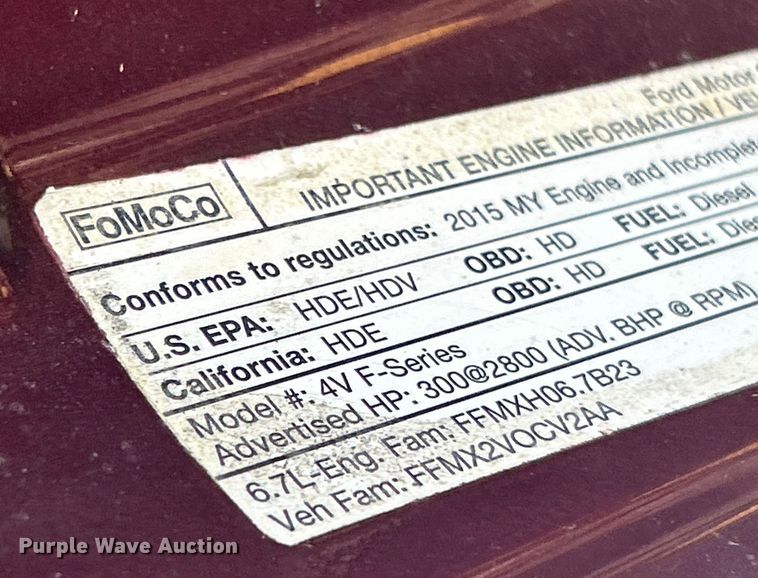 Ford Motor
FoMoCo
IMPORTANT ENGINE INFORMATION /
Conforms to regulations: 2015 MY Engine and
U.S. EPA: HDE/HDV OBD: HD FUEL: Diesel
California: HDE OBD: HD FUEL:
Model #: 4V F-Series
Advertised HP: 300@2800 (ADV. BHP @ RPM)
6.7L-Eng. Fam: FFMXH06.7B23
Veh Fam: FFMX2VOCV2AA
Purple Wave Auction